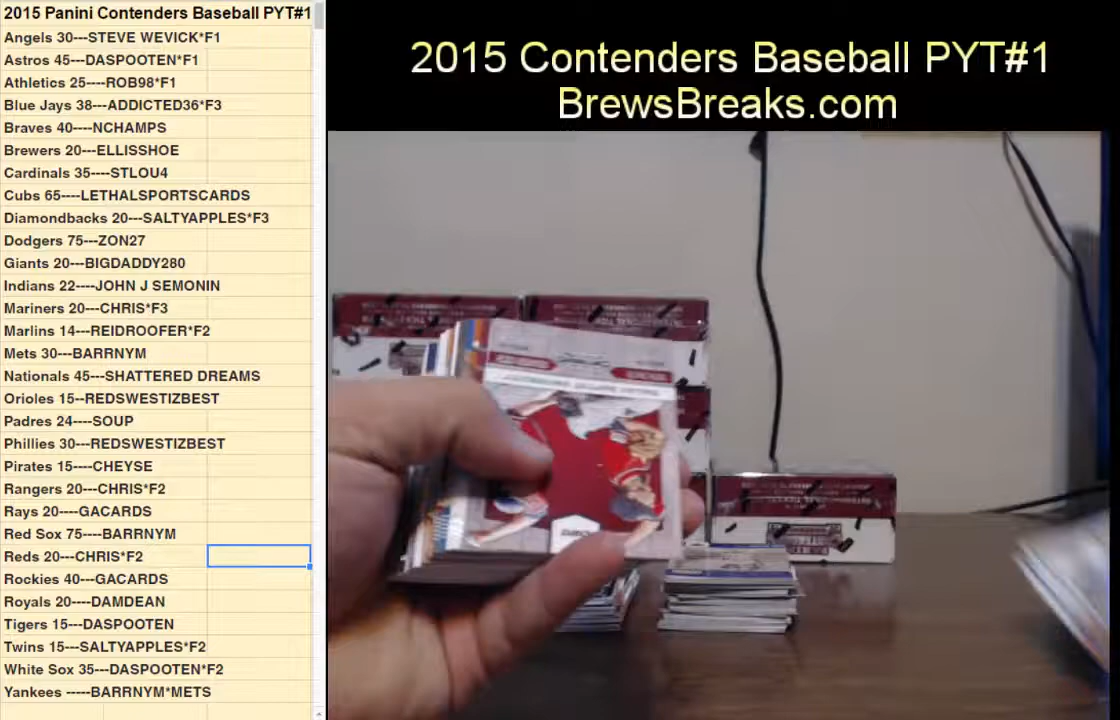 2015 Panini Contenders Baseball PYT#1
Angels 30---STEVE WEVICK*F1
Astros 45---DASPOOTEN*F1
Athletics 25----ROB98*F1
Blue Jays 38---ADDICTED36*F3
Braves 40----NCHAMPS
Brewers 20---ELLISSHOE
Cardinals 35----STLOU4
Cubs 65----LETHALSPORTSCARDS
Diamondbacks 20---SALTYAPPLES*F3
Dodgers 75---ZON27
Giants 20---BIGDADDY280
Indians 22----JOHN J SEMONIN
Mariners 20---CHRIS*F3
Marlins 14---REIDROOFER*F2
Mets 30---BARRNYM
Nationals 45---SHATTERED DREAMS
Orioles 15--REDSWESTIZBEST
Padres 24----SOUP
Phillies 30---REDSWESTIZBEST
Pirates 15----CHEYSE
Rangers 20---CHRIS*F2
Rays 20----GACARDS
Red Sox 75----BARRNYM
Reds 20---CHRIS*F2
Rockies 40---GACARDS
Royals 20----DAMDEAN
Tigers 15----DASPOOTEN
Twins 15---SALTYAPPLES*F2
White Sox 35----DASPOOTEN*F2
Yankees -----BARRNYM*METS
2015 Contenders Baseball PYT#1
BrewsBreaks.com